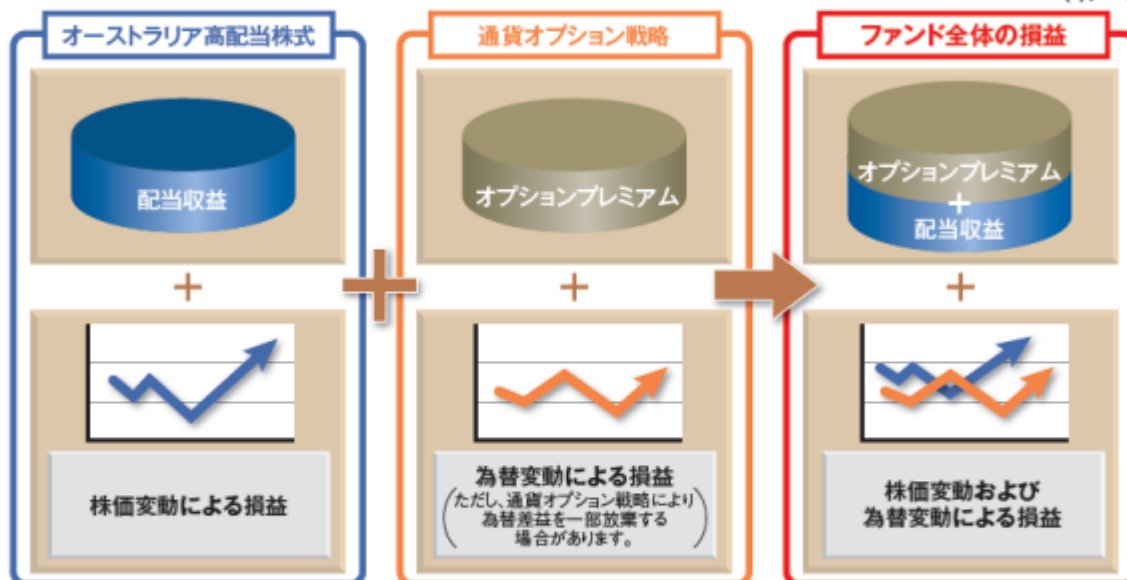 オーストラリア高配当株式
配当収益
+
株価変動による損益
+
通貨オプション戦略
オプションプレミアム
+
為替変動による損益
(ただし、通貨オプション戦略により
為替差益を一部放棄する
場合があります。)
ファンド全体の損益
オプションプレミアム
+
配当収益
+
株価変動および
為替変動による損益